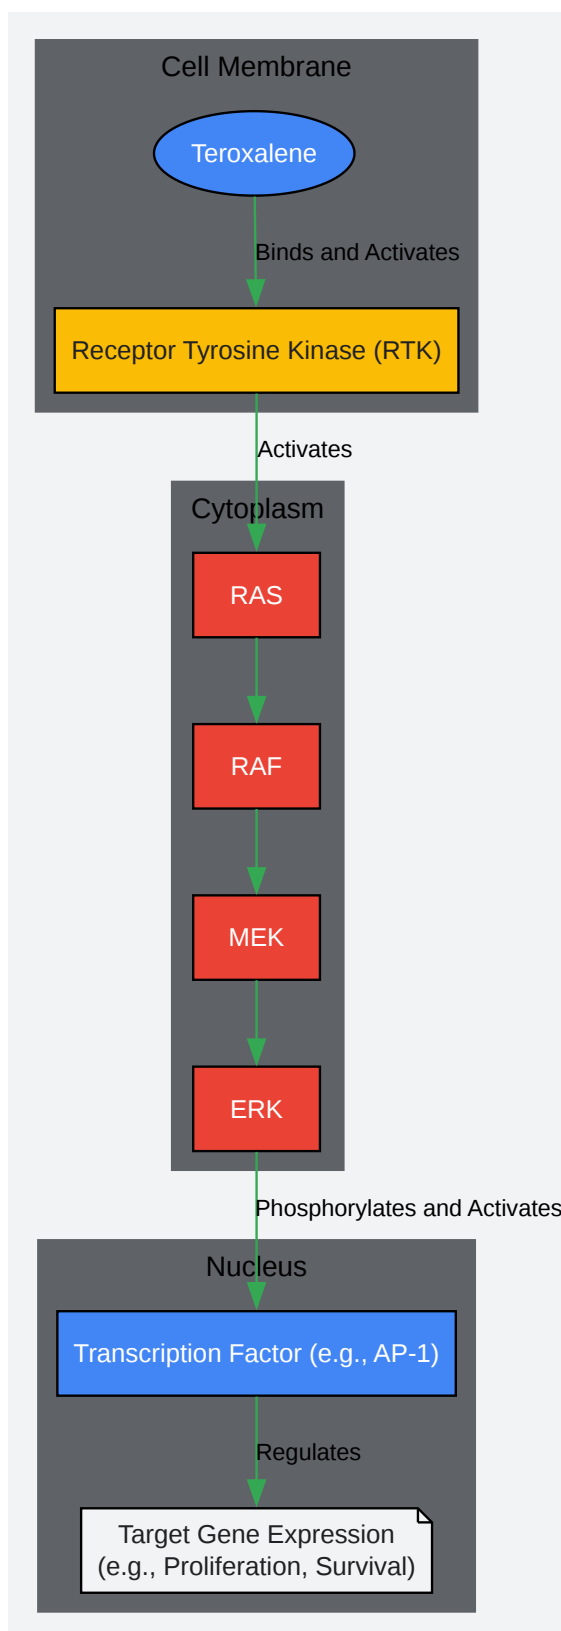 Cell Membrane
Teroxalene
Binds and Activates
Receptor Tyrosine Kinase (RTK)
Activates
Cytoplasm
RAS
RAF
MEK
ERK
Phosphorylates and Activates
Nucleus
Transcription Factor (e.g., AP-1)
Regulates
Target Gene Expression
(e.g., Proliferation, Survival)